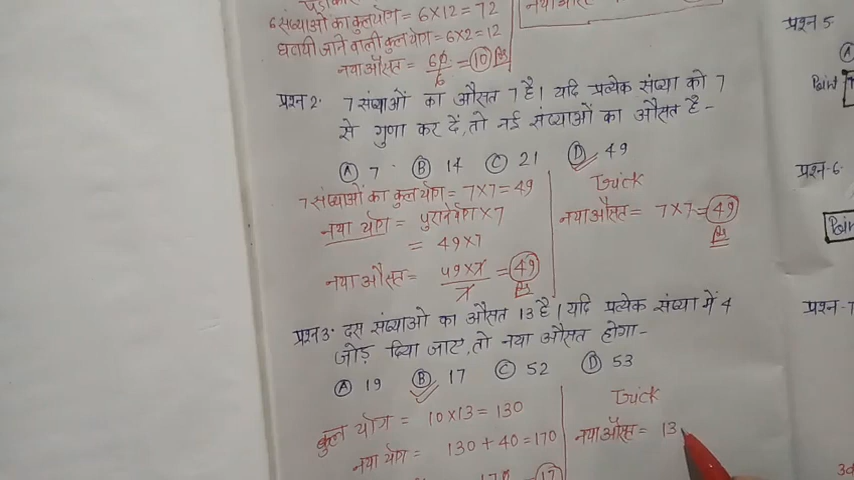 6 संख्याओं का कुल योग = 6×12 = 72
घटायी जाने वाली कुल योग = 6×2 = 12
नया औसत = 60/6 = 10
प्रश्न 2. 7 संख्याओं का औसत 7 है। यदि प्रत्येक संख्या को 7
से गुणा कर दें, तो नई संख्याओं का औसत है-
Ⓐ 7 Ⓑ 14 Ⓒ 21 Ⓓ 49
7 संख्याओं का कुल योग = 7×7 = 49
नया योग = पुराने योग × 7
= 49×7
नया औसत = 49×7/7 = 49
Trick
नया औसत = 7×7 = 49
प्रश्न 3. दस संख्याओं का औसत 13 है। यदि प्रत्येक संख्या में 4
जोड़ दिया जाए, तो नया औसत होगा-
Ⓐ 19 Ⓑ 17 Ⓒ 52 Ⓓ 53
कुल योग = 10×13 = 130
नया योग = 130+40 = 170
17
Trick
नया औसत = 13
प्रश्न 5.
Ⓐ
Point
प्रश्न-6.
Poin
प्रश्न-7